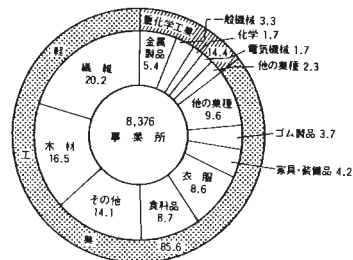 重化学工業
14.4
一般機械 3.3
化学 1.7
電気機械 1.7
他の業種 2.3
金属
製品
5.4
他の業種
9.6
ゴム製品 3.7
家具・装備品 4.2
衣服
8.6
食料品
8.7
その他
14.1
木材
16.5
繊維
20.2
8,376
事業所
軽
工
業
85.6